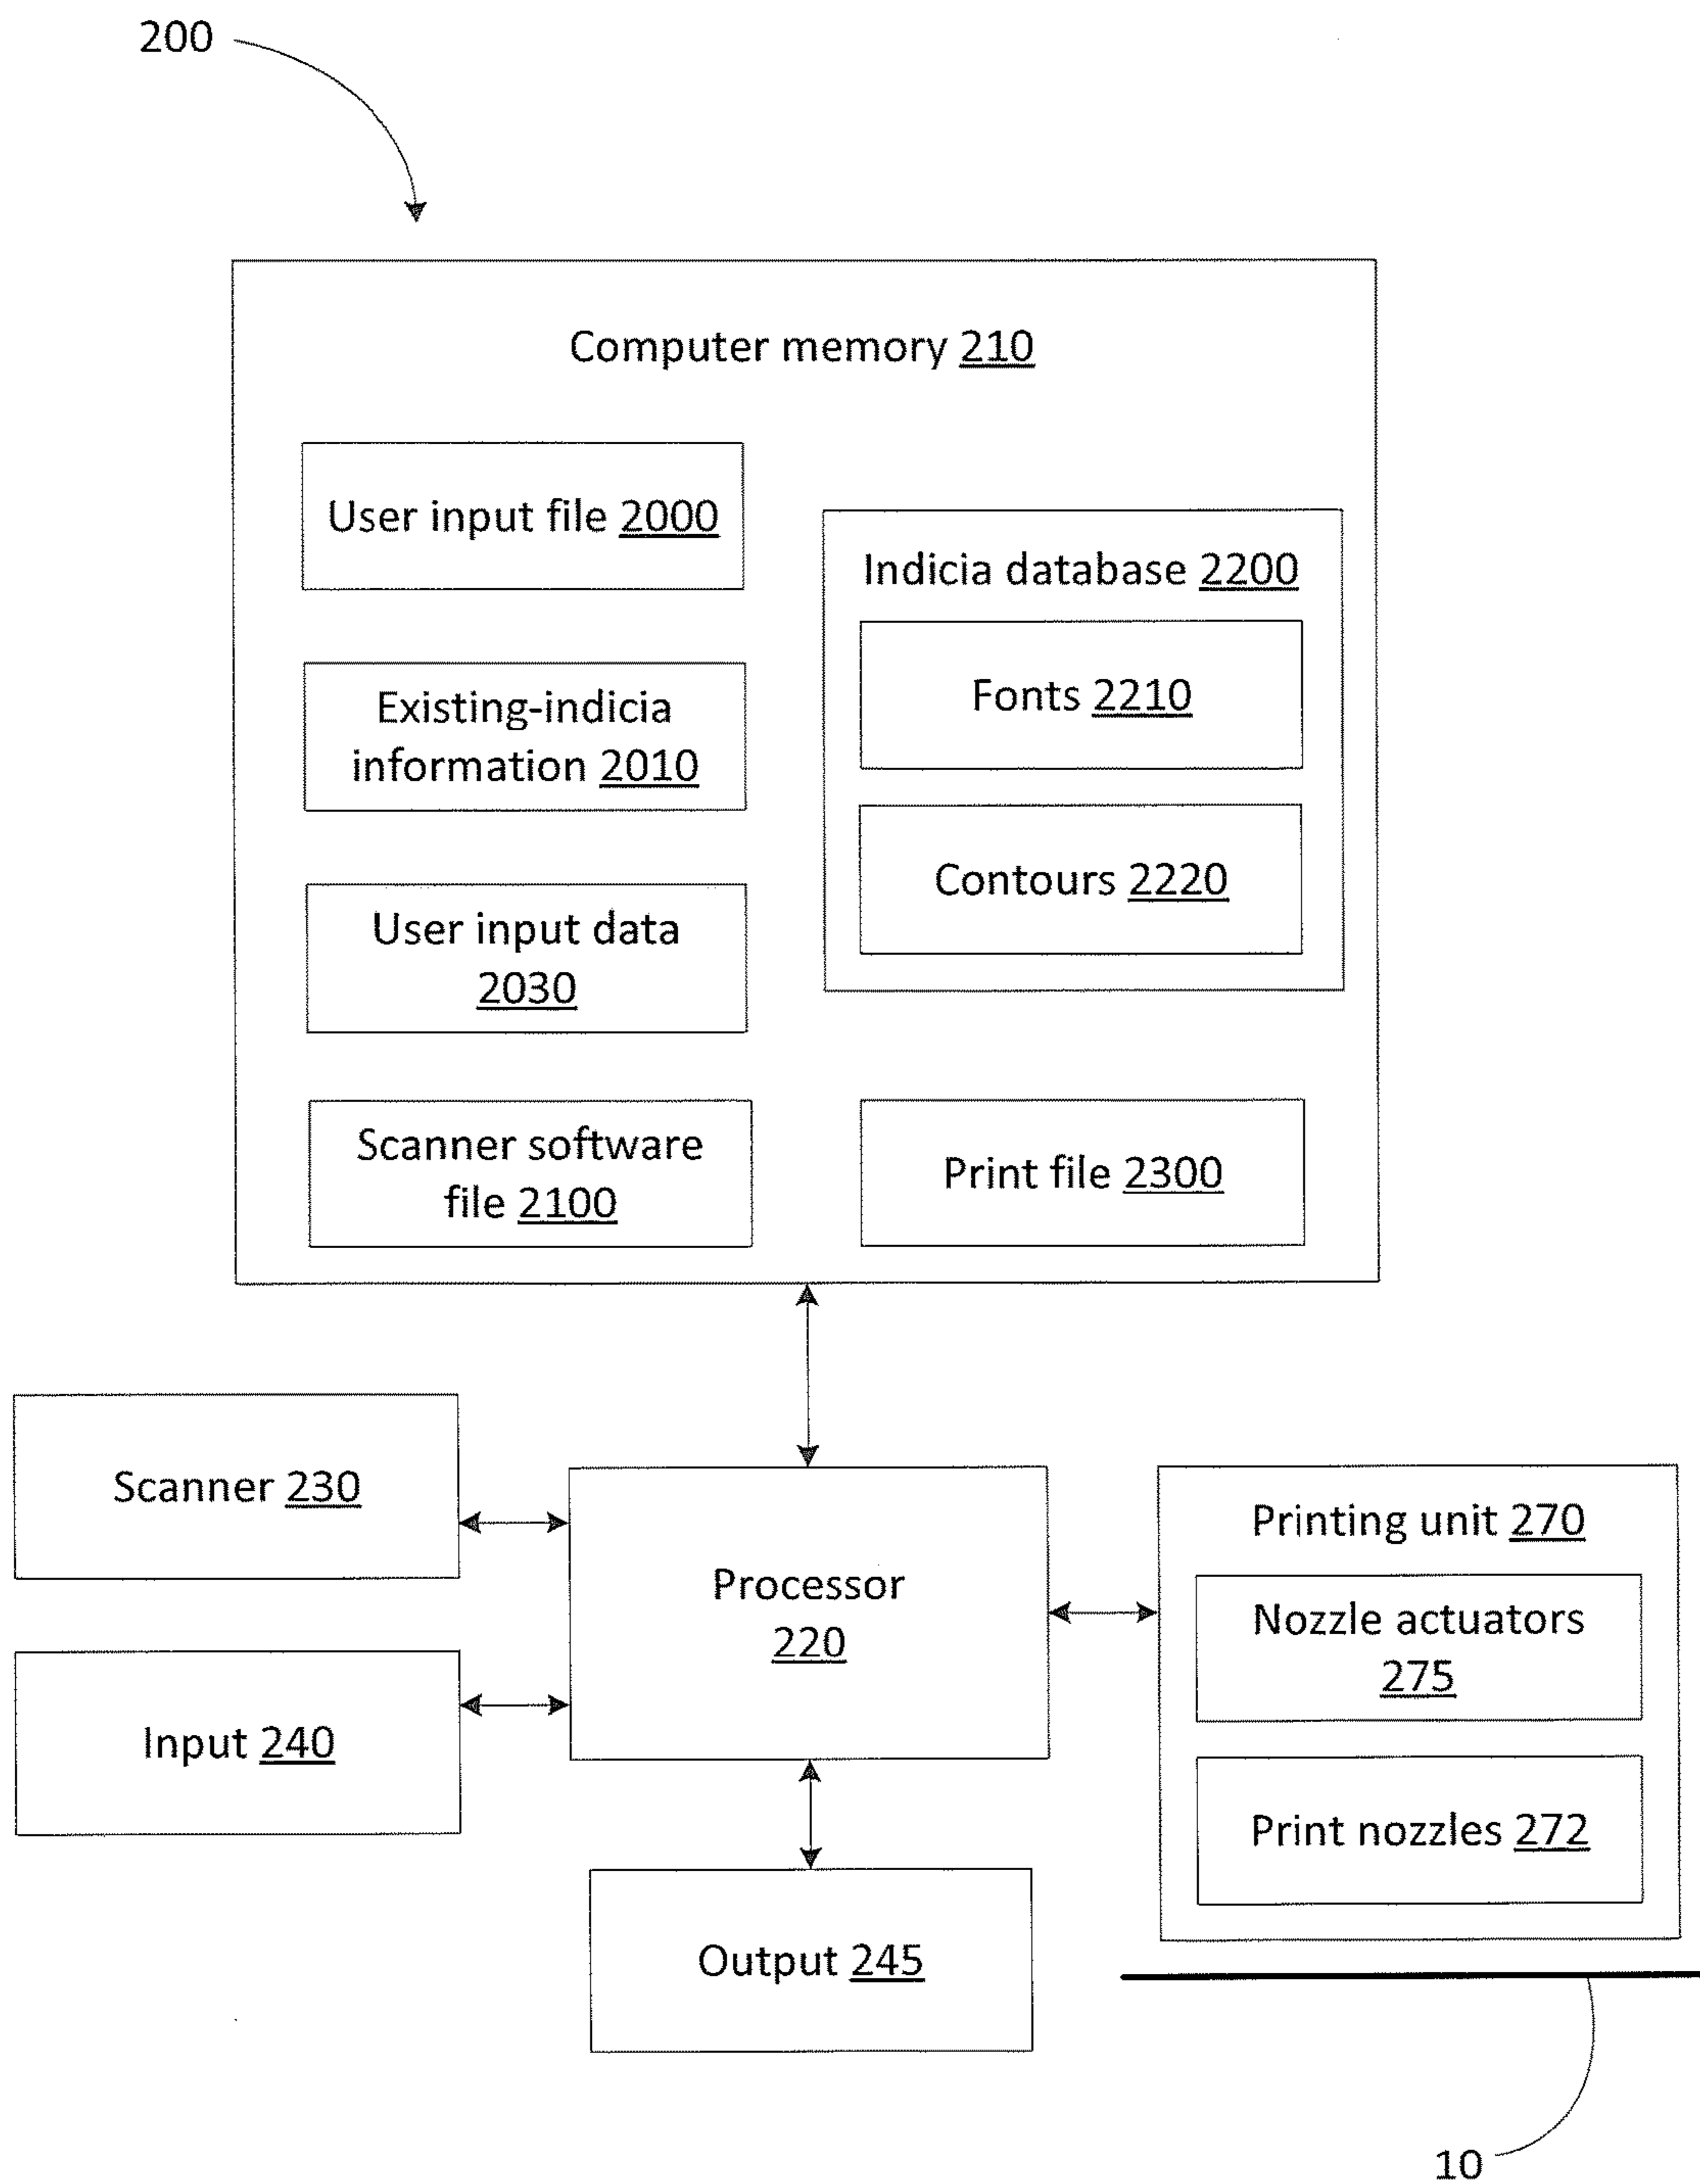 200
Computer memory 210
User input file 2000
Existing-indicia
information 2010
User input data
2030
Scanner software
file 2100
Indicia database 2200
Fonts 2210
Contours 2220
Print file 2300
Scanner 230
Input 240
Processor
220
Output 245
Printing unit 270
Nozzle actuators
275
Print nozzles 272
10